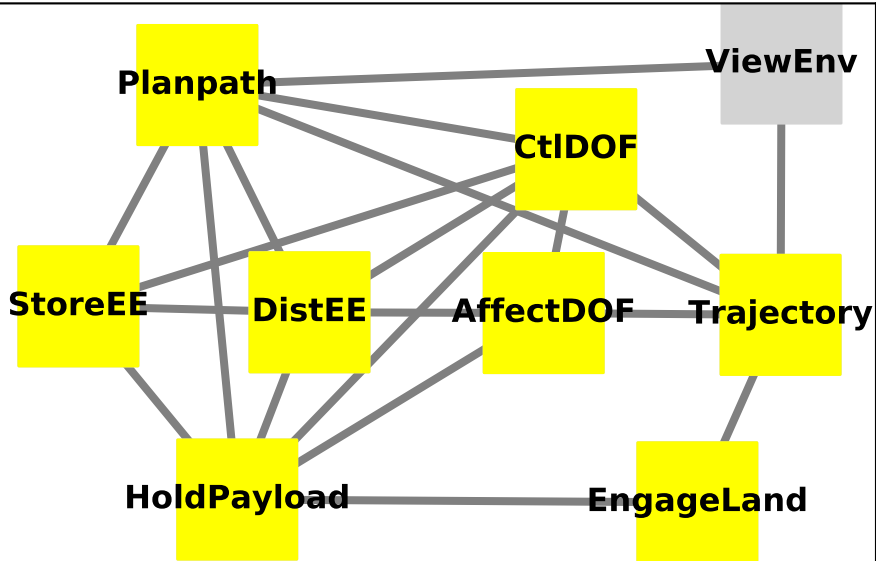 ViewEnv
Planpath
CtlDOF
StoreEE
DistEE
AffectDOF
Trajectory
HoldPayload
EngageLand